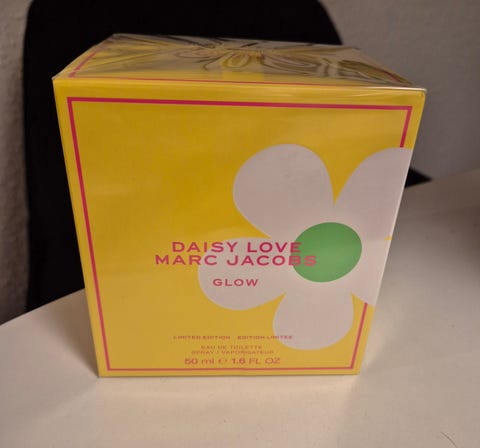 DAISY LOVE
MARC JACOBS
GLOW
LIMITED EDITION EDITION LIMITÉE
EAU DE TOILETTE
SPRAY / VAPORISATEUR
50 ml e 1.6 FL OZ